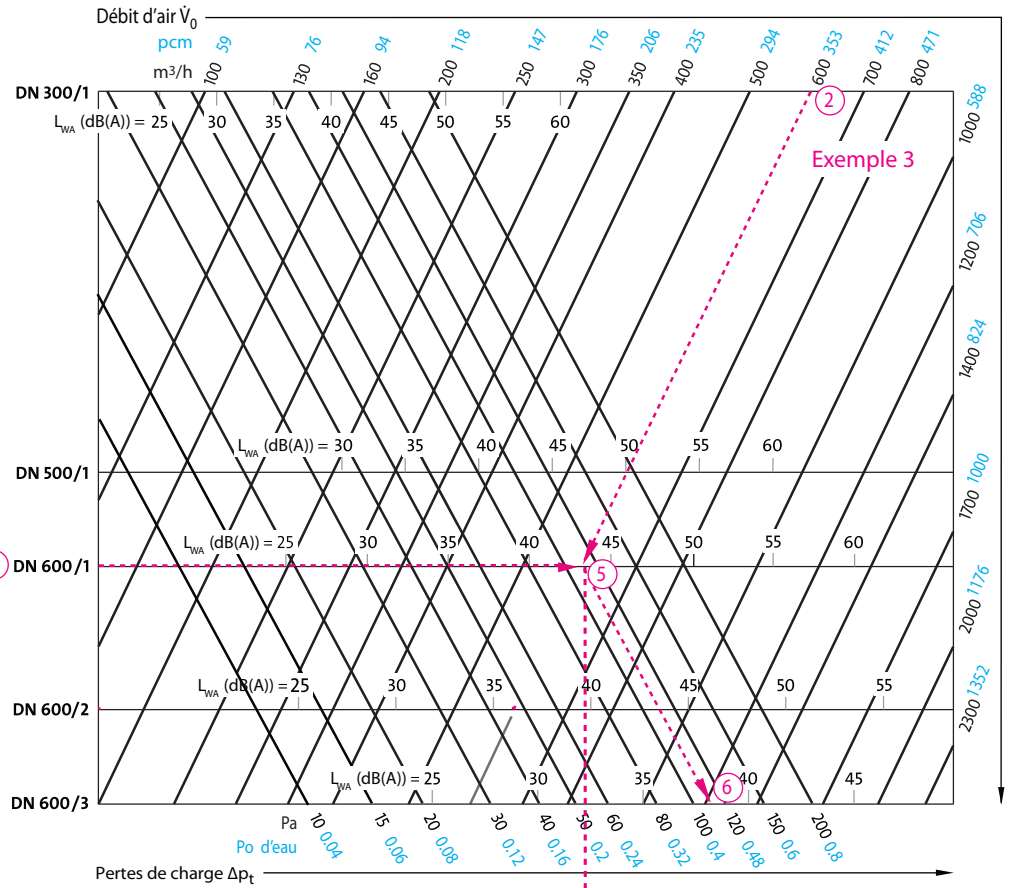 Débit d'air V̇0
pcm 59 76 94 118 147 176 206 235 294 353 412 471
m³/h 100 130 160 200 250 300 350 400 500 600 700 800
DN 300/1
2
1000 588
LWA (dB(A)) = 25 30 35 40 45 50 55 60
Exemple 3
1200 706
1400 824
LWA (dB(A)) = 30 35 40 45 50 55 60
DN 500/1
1700 1000
LWA (dB(A)) = 25 30 35 40 45 50 55 60
DN 600/1
5
2000 1176
LWA (dB(A)) = 25 30 35 40 45 50 55
DN 600/2
2300 1352
LWA (dB(A)) = 25 30 35 40 45
6
DN 600/3
Pa 10 15 20 30 40 50 60 80 100 120 150 200
Po d'eau 0.04 0.06 0.08 0.12 0.16 0.2 0.24 0.32 0.4 0.48 0.6 0.8
Pertes de charge Δpt